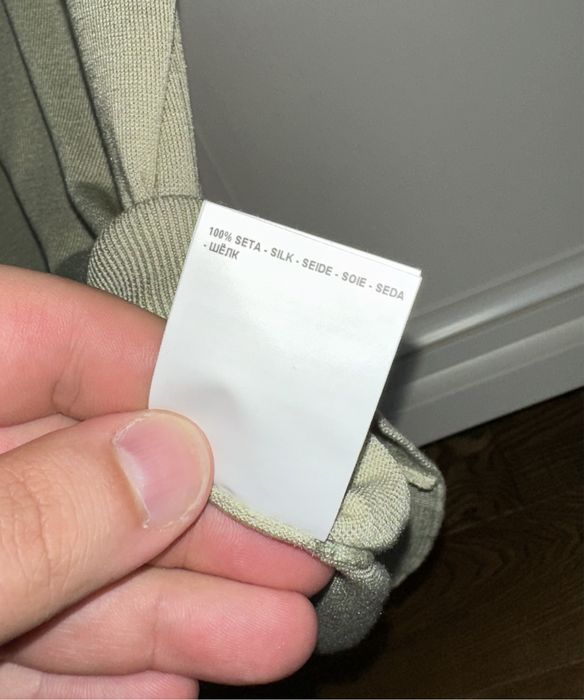 100% SETA - SILK - SEIDE - SOIE - SEDA
- ШЁЛК